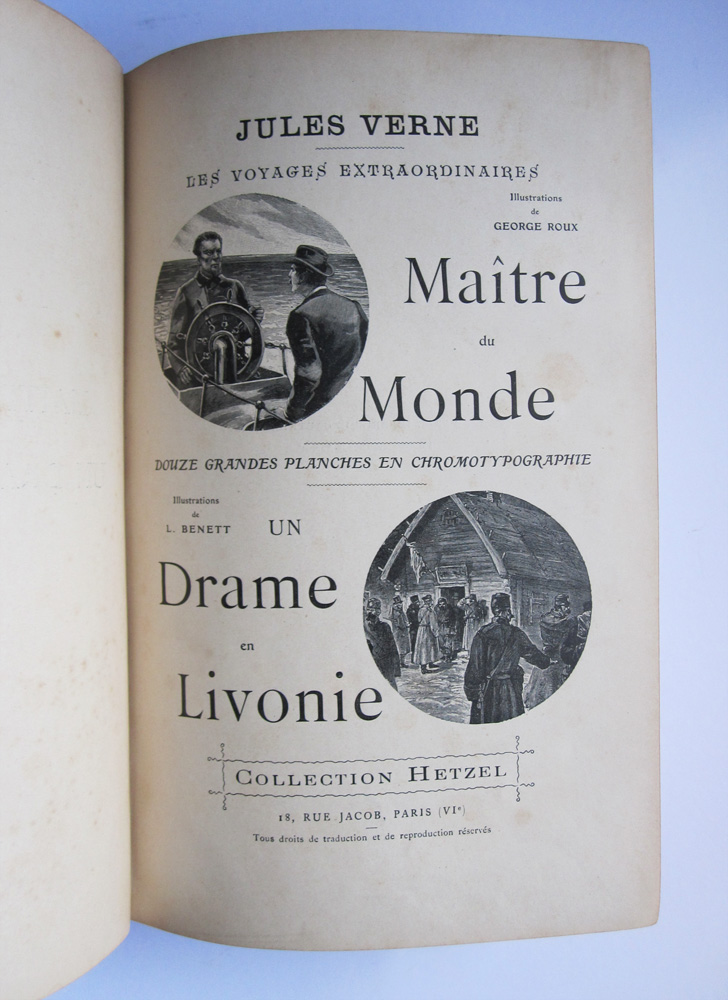 JULES VERNE
LES VOYAGES EXTRAORDINAIRES
Illustrations
de
GEORGE ROUX
Maître
du
Monde
DOUZE GRANDES PLANCHES EN CHROMOTYPOGRAPHIE
Illustrations
de
L. BENETT
UN
Drame
en
Livonie
COLLECTION HETZEL
18, RUE JACOB, PARIS (VIe)
Tous droits de traduction et de reproduction réservés